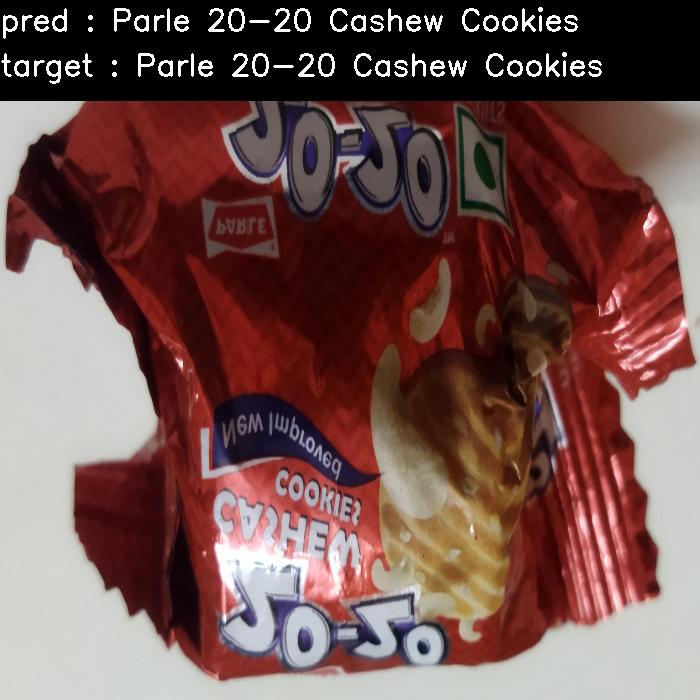 pred : Parle 20-20 Cashew Cookies
target : Parle 20-20 Cashew Cookies
20-20
PARLE
TM
New Improved
COOKIES
CASHEW
20-20